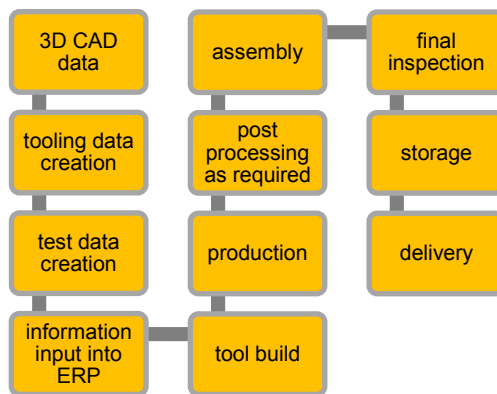 3D CAD
data
tooling data
creation
test data
creation
information
input into
ERP
tool build
production
post
processing
as required
assembly
final
inspection
storage
delivery